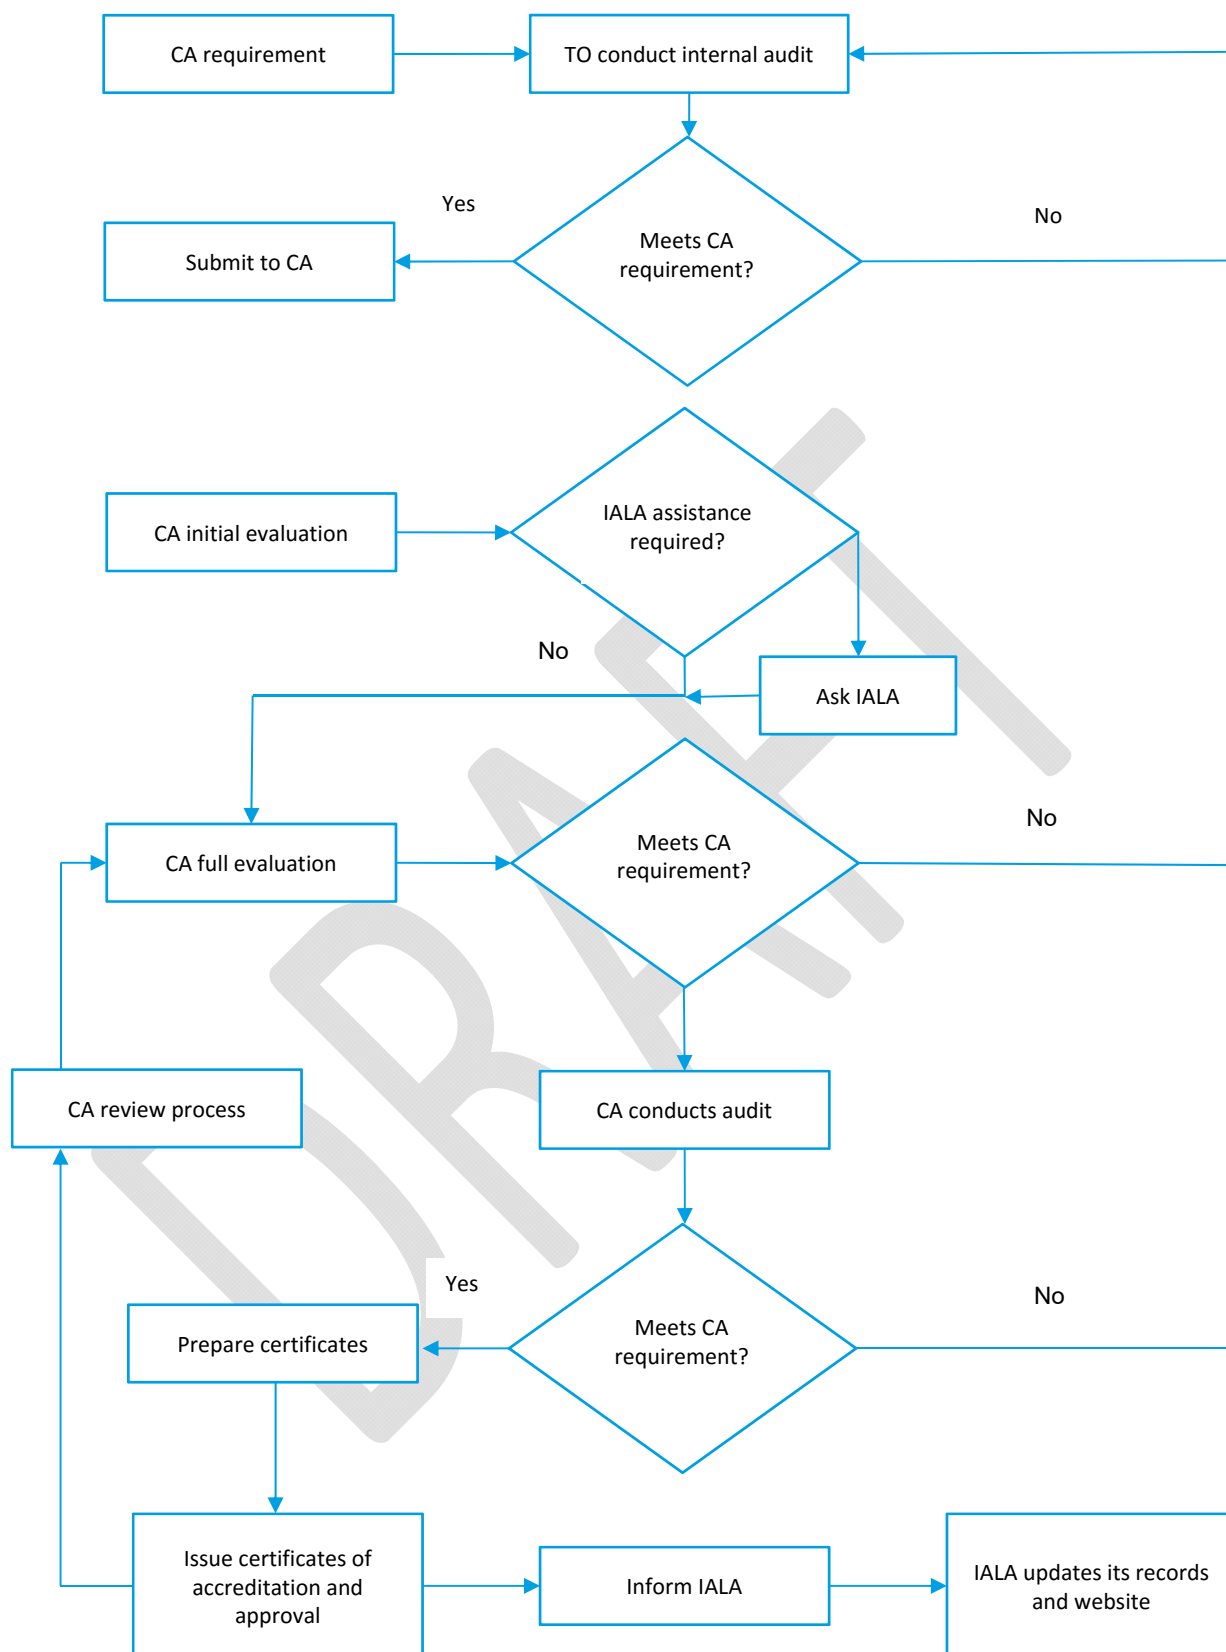 CA requirement
TO conduct internal audit
Yes
No
Meets CA
requirement?
Submit to CA
IALA assistance
required?
CA initial evaluation
No
Ask IALA
No
Meets CA
requirement?
CA full evaluation
CA review process
CA conducts audit
Yes
No
Meets CA
requirement?
Prepare certificates
Issue certificates of
accreditation and
approval
Inform IALA
IALA updates its records
and website
DRAFT